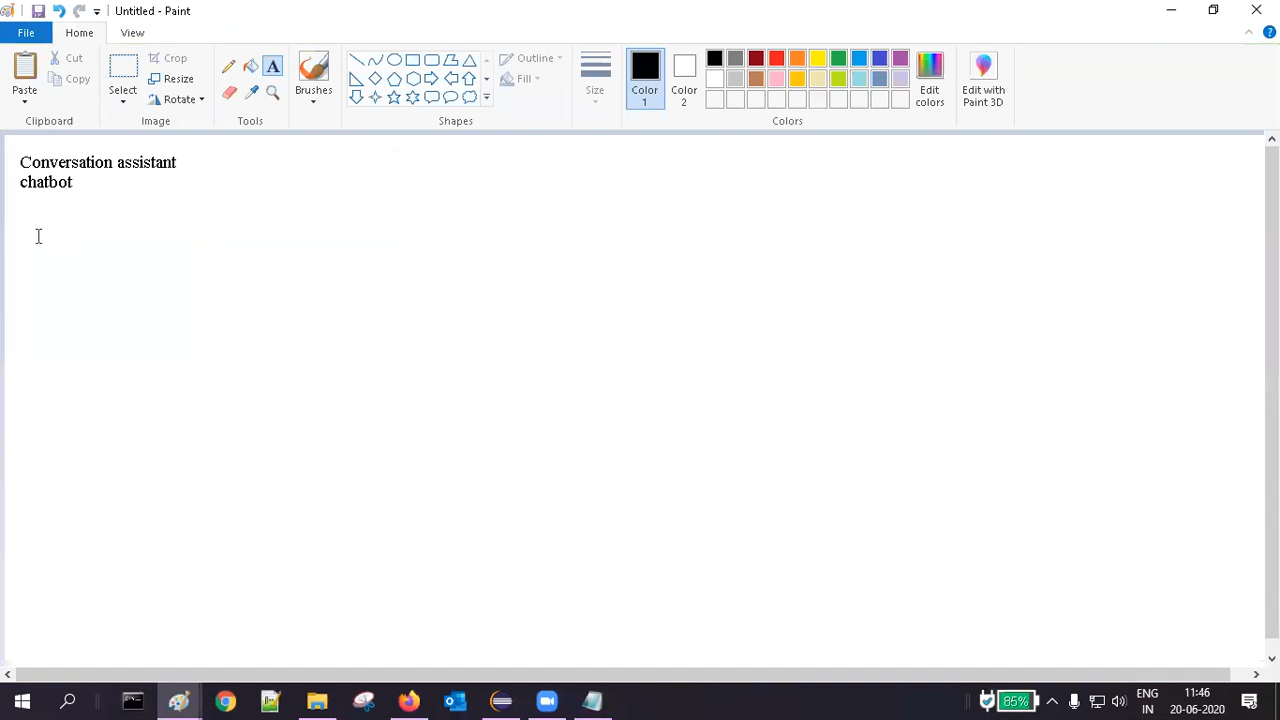 Untitled - Paint
File
Home
View
Paste
Cut
Copy
Clipboard
Select
Crop
Resize
Rotate
Image
A
Tools
Brushes
Shapes
Outline
Fill
Size
Color
1
Color
2
Colors
Edit
colors
Edit with
Paint 3D
Conversation assistant
chatbot
85%
ENG
IN
11:46
20-06-2020